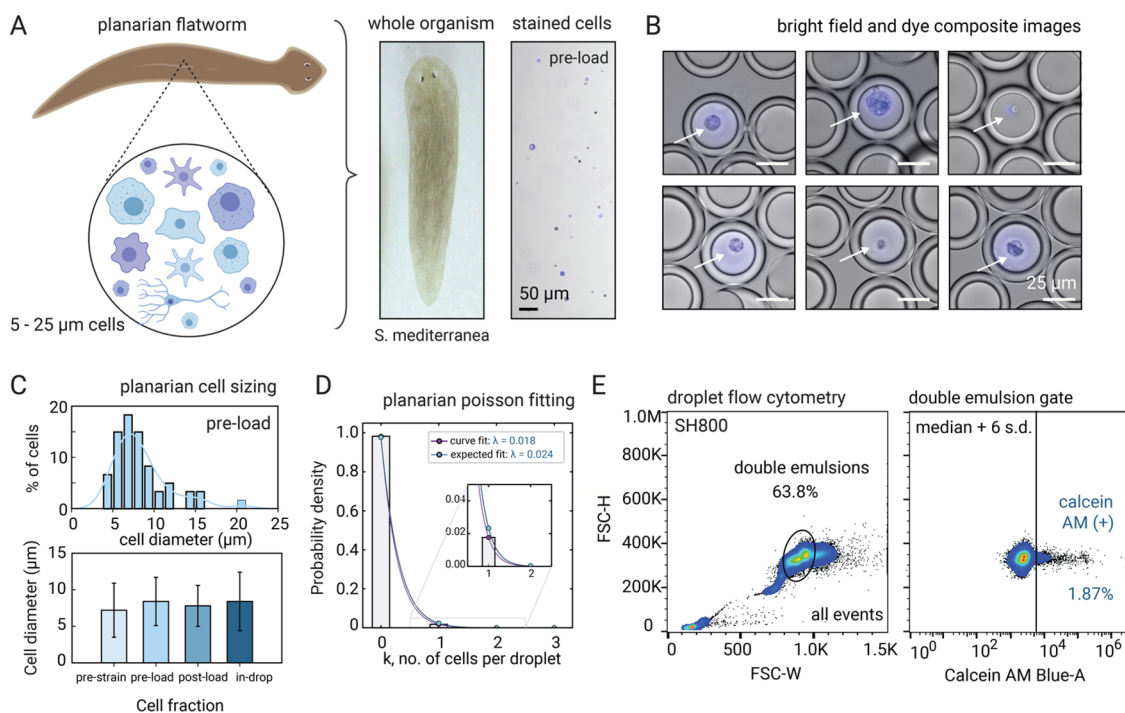 A
planarian flatworm
5 - 25 µm cells
whole organism
S. mediterranea
stained cells
pre-load
50 µm
B
bright field and dye composite images
25 µm
C
planarian cell sizing
pre-load
% of cells
20
10
0
0 5 10 15 20 25
cell diameter (µm)
Cell diameter (µm)
15
10
5
0
pre-strain pre-load post-load in-drop
Cell fraction
D
planarian poisson fitting
Probability density
1.0
0.8
0.6
0.4
0.2
0
curve fit: λ = 0.018
expected fit: λ = 0.024
0.04
0.02
0.00
1 2
0 1 2 3
k, no. of cells per droplet
E
droplet flow cytometry
SH800
double emulsions
63.8%
all events
FSC-H
1.0M
800K
600K
400K
200K
0
0 500 1.0K 1.5K
FSC-W
double emulsion gate
median + 6 s.d.
calcein
AM (+)
1.87%
10⁰ 10² 10⁴ 10⁶
Calcein AM Blue-A